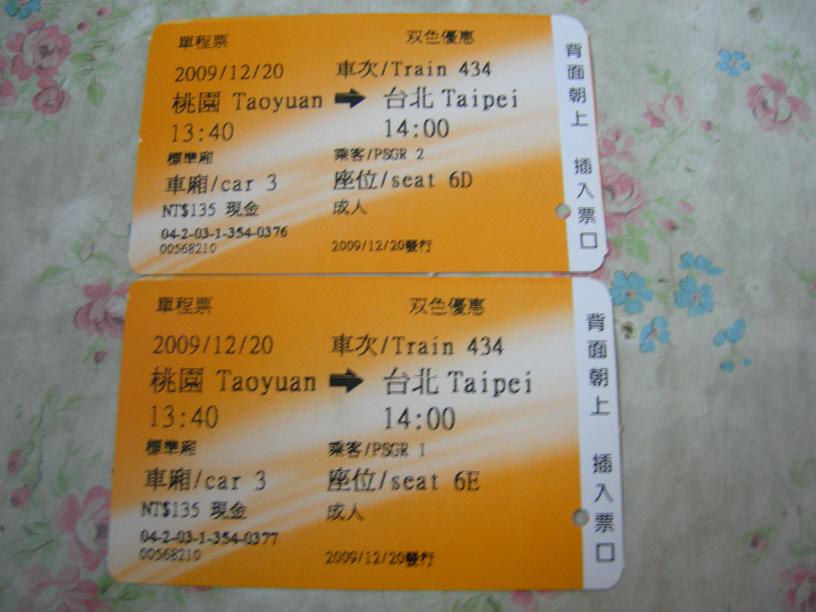 單程票 双色優惠
2009/12/20 車次/Train 434
桃園 Taoyuan → 台北 Taipei
13:40 14:00
標準廂 乘客/PSGR 2
車廂/car 3 座位/seat 6D
NT$135 現金 成人
04-2-03-1-354-0376
00568210 2009/12/20發行
背面朝上 插入票口
單程票 双色優惠
2009/12/20 車次/Train 434
桃園 Taoyuan → 台北 Taipei
13:40 14:00
標準廂 乘客/PSGR 1
車廂/car 3 座位/seat 6E
NT$135 現金 成人
04-2-03-1-354-0377
00568210 2009/12/20發行
背面朝上 插入票口